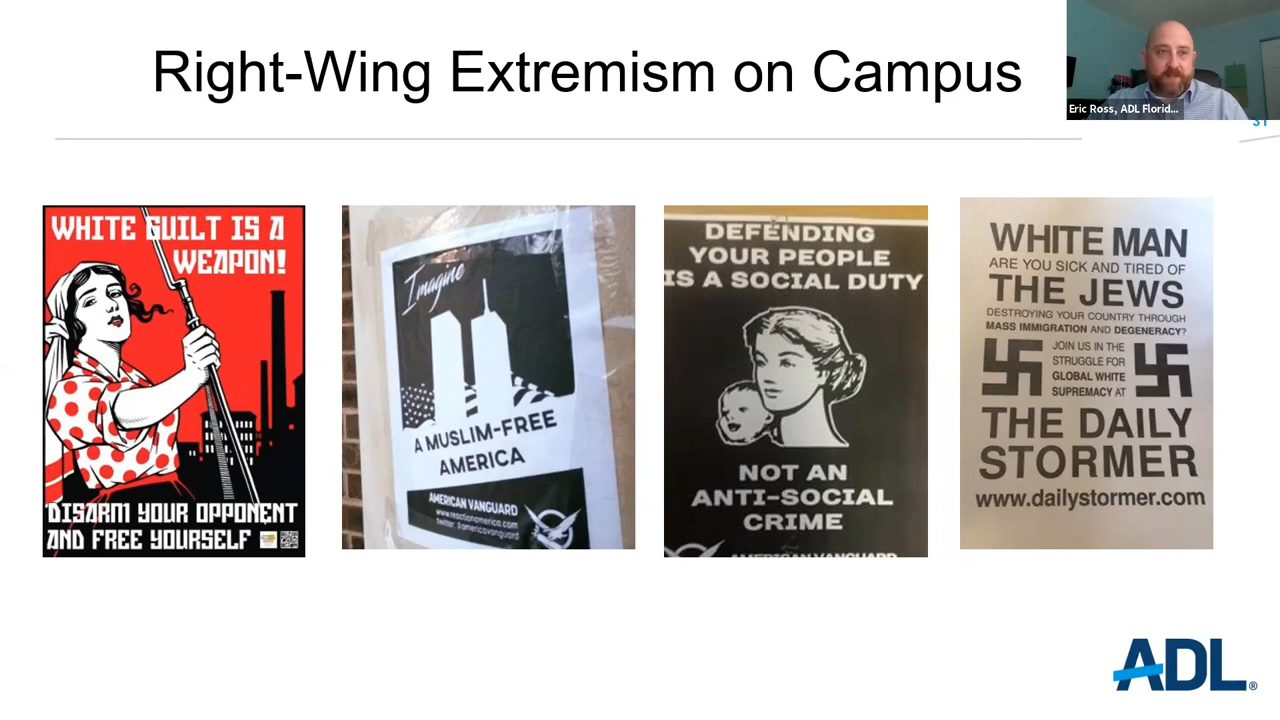 Right-Wing Extremism on Campus
Eric Ross, ADL Florid...
31
WHITE GUILT IS A
WEAPON!
DISARM YOUR OPPONENT
AND FREE YOURSELF
Imagine
A MUSLIM-FREE
AMERICA
AMERICAN VANGUARD
www.reactionamerica.com
twitter: @americavanguard
DEFENDING
YOUR PEOPLE
IS A SOCIAL DUTY
NOT AN
ANTI-SOCIAL
CRIME
AMERICAN VANGUARD
WHITE MAN
ARE YOU SICK AND TIRED OF
THE JEWS
DESTROYING YOUR COUNTRY THROUGH
MASS IMMIGRATION AND DEGENERACY?
JOIN US IN THE
STRUGGLE FOR
GLOBAL WHITE
SUPREMACY AT
THE DAILY
STORMER
www.dailystormer.com
ADL®